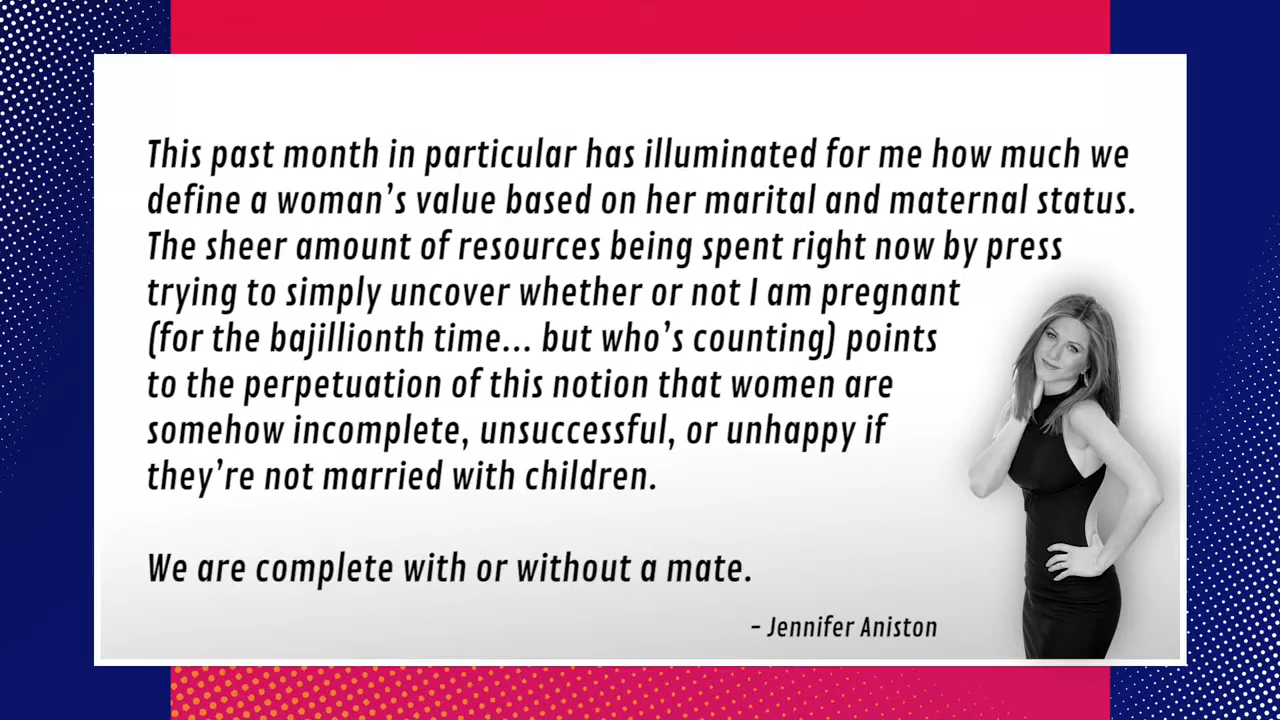 This past month in particular has illuminated for me how much we
define a woman's value based on her marital and maternal status.
The sheer amount of resources being spent right now by press
trying to simply uncover whether or not I am pregnant
(for the bajillionth time... but who's counting) points
to the perpetuation of this notion that women are
somehow incomplete, unsuccessful, or unhappy if
they're not married with children.
We are complete with or without a mate.
- Jennifer Aniston